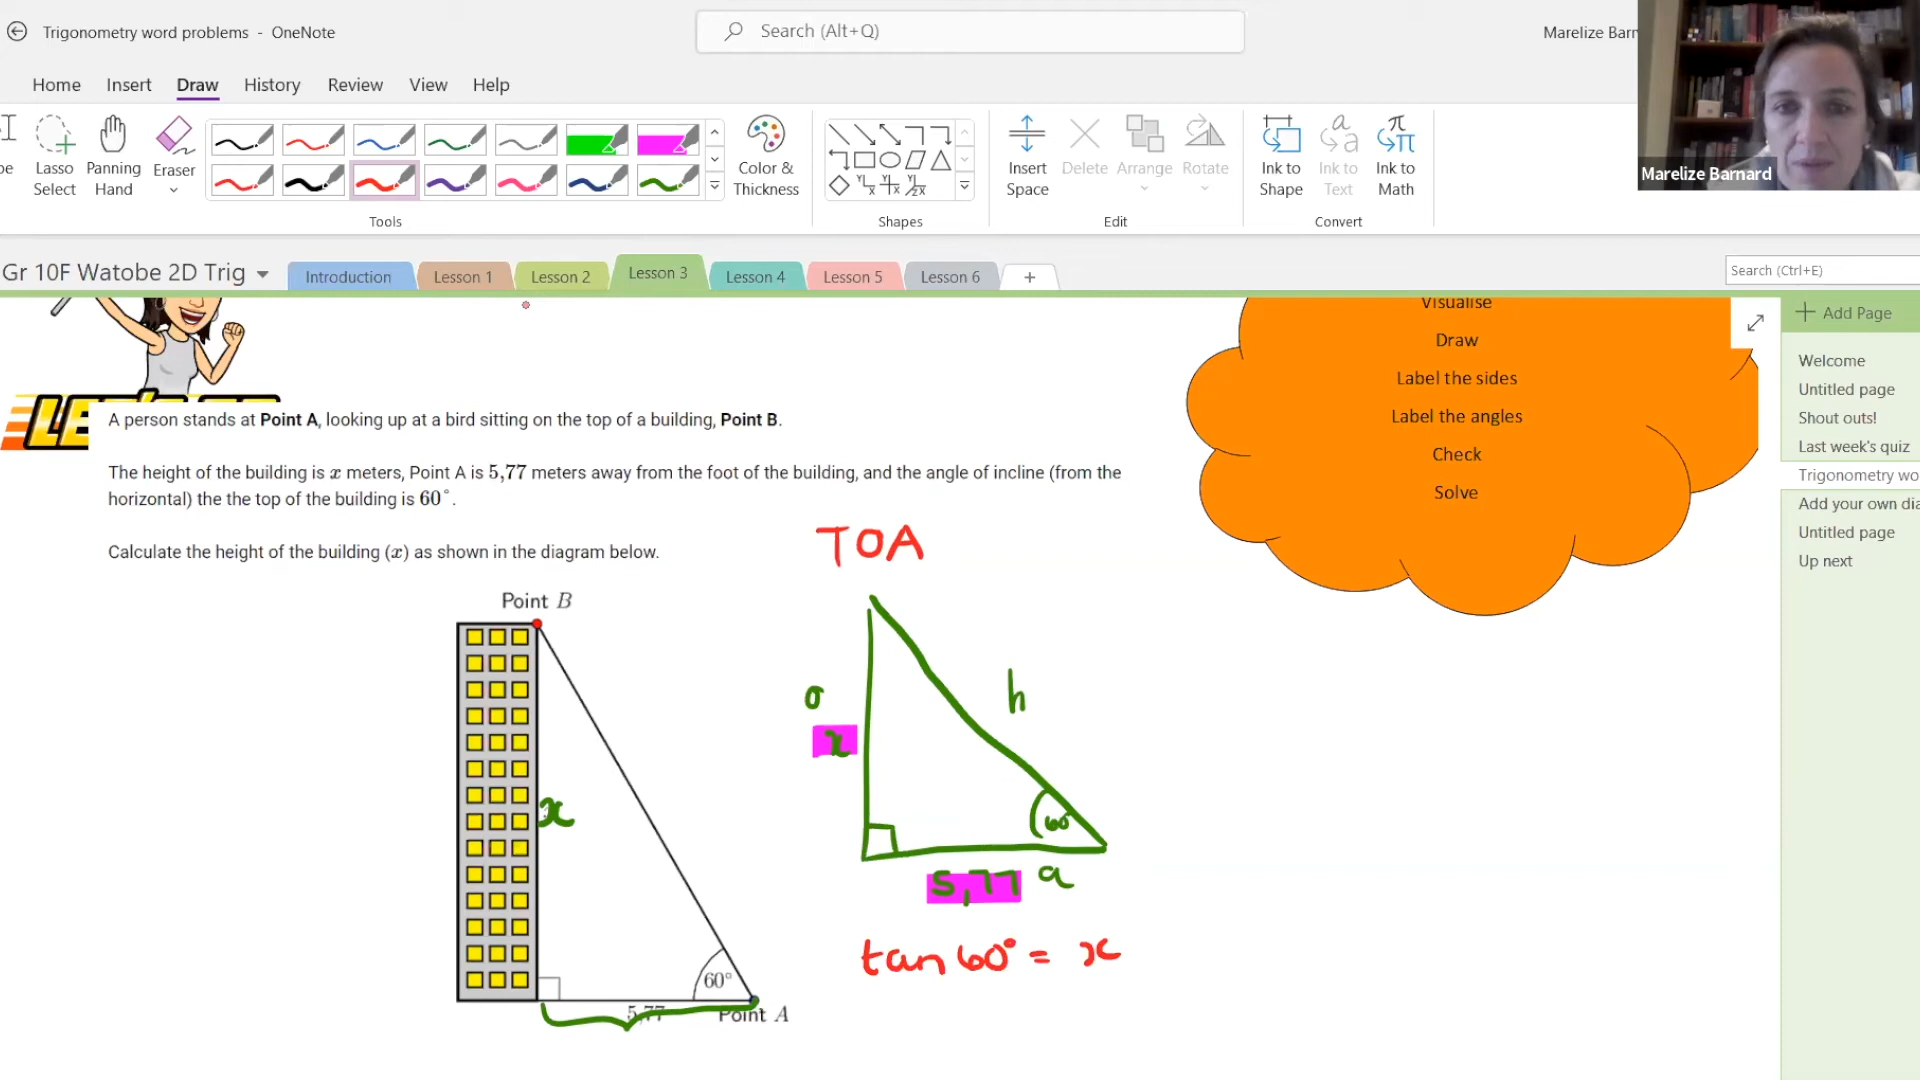 Trigonometry word problems - OneNote
Search (Alt+Q)
Marelize Barn
Marelize Barnard
Home Insert Draw History Review View Help
Lasso Select
Panning Hand
Eraser
Color & Thickness
Insert Space
Delete
Arrange
Rotate
Ink to Shape
Ink to Text
Ink to Math
Tools
Shapes
Edit
Convert
Gr 10F Watobe 2D Trig
Introduction Lesson 1 Lesson 2 Lesson 3 Lesson 4 Lesson 5 Lesson 6 +
Search (Ctrl+E)
Add Page
Welcome
Untitled page
Shout outs!
Last week's quiz
Trigonometry wo
Add your own dia
Untitled page
Up next
Visualise
Draw
Label the sides
Label the angles
Check
Solve
A person stands at Point A, looking up at a bird sitting on the top of a building, Point B.
The height of the building is x meters, Point A is 5,77 meters away from the foot of the building, and the angle of incline (from the
horizontal) the the top of the building is 60°.
Calculate the height of the building (x) as shown in the diagram below.
TOA
Point B
o
h
x
x
60
5,77 a
tan 60° = x
60°
5,77
Point A